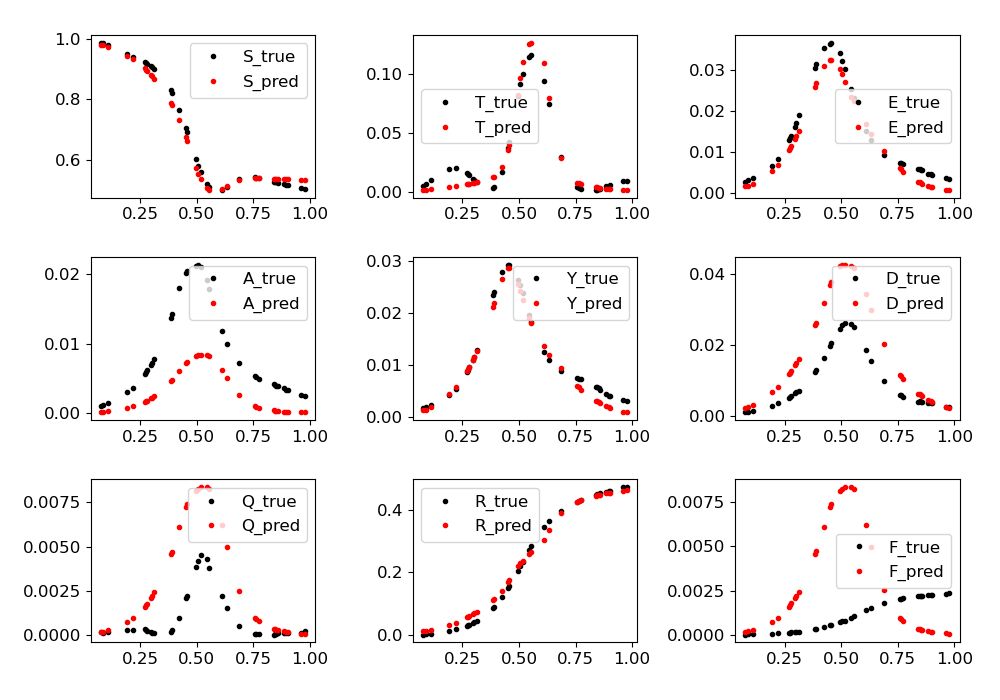 1.0
0.8
0.6
0.25 0.50 0.75 1.00
S_true
S_pred
0.10
0.05
0.00
0.25 0.50 0.75 1.00
T_true
T_pred
0.03
0.02
0.01
0.00
0.25 0.50 0.75 1.00
E_true
E_pred
0.02
0.01
0.00
0.25 0.50 0.75 1.00
A_true
A_pred
0.03
0.02
0.01
0.00
0.25 0.50 0.75 1.00
Y_true
Y_pred
0.04
0.02
0.00
0.25 0.50 0.75 1.00
D_true
D_pred
0.0075
0.0050
0.0025
0.0000
0.25 0.50 0.75 1.00
Q_true
Q_pred
0.4
0.2
0.0
0.25 0.50 0.75 1.00
R_true
R_pred
0.0075
0.0050
0.0025
0.0000
0.25 0.50 0.75 1.00
F_true
F_pred